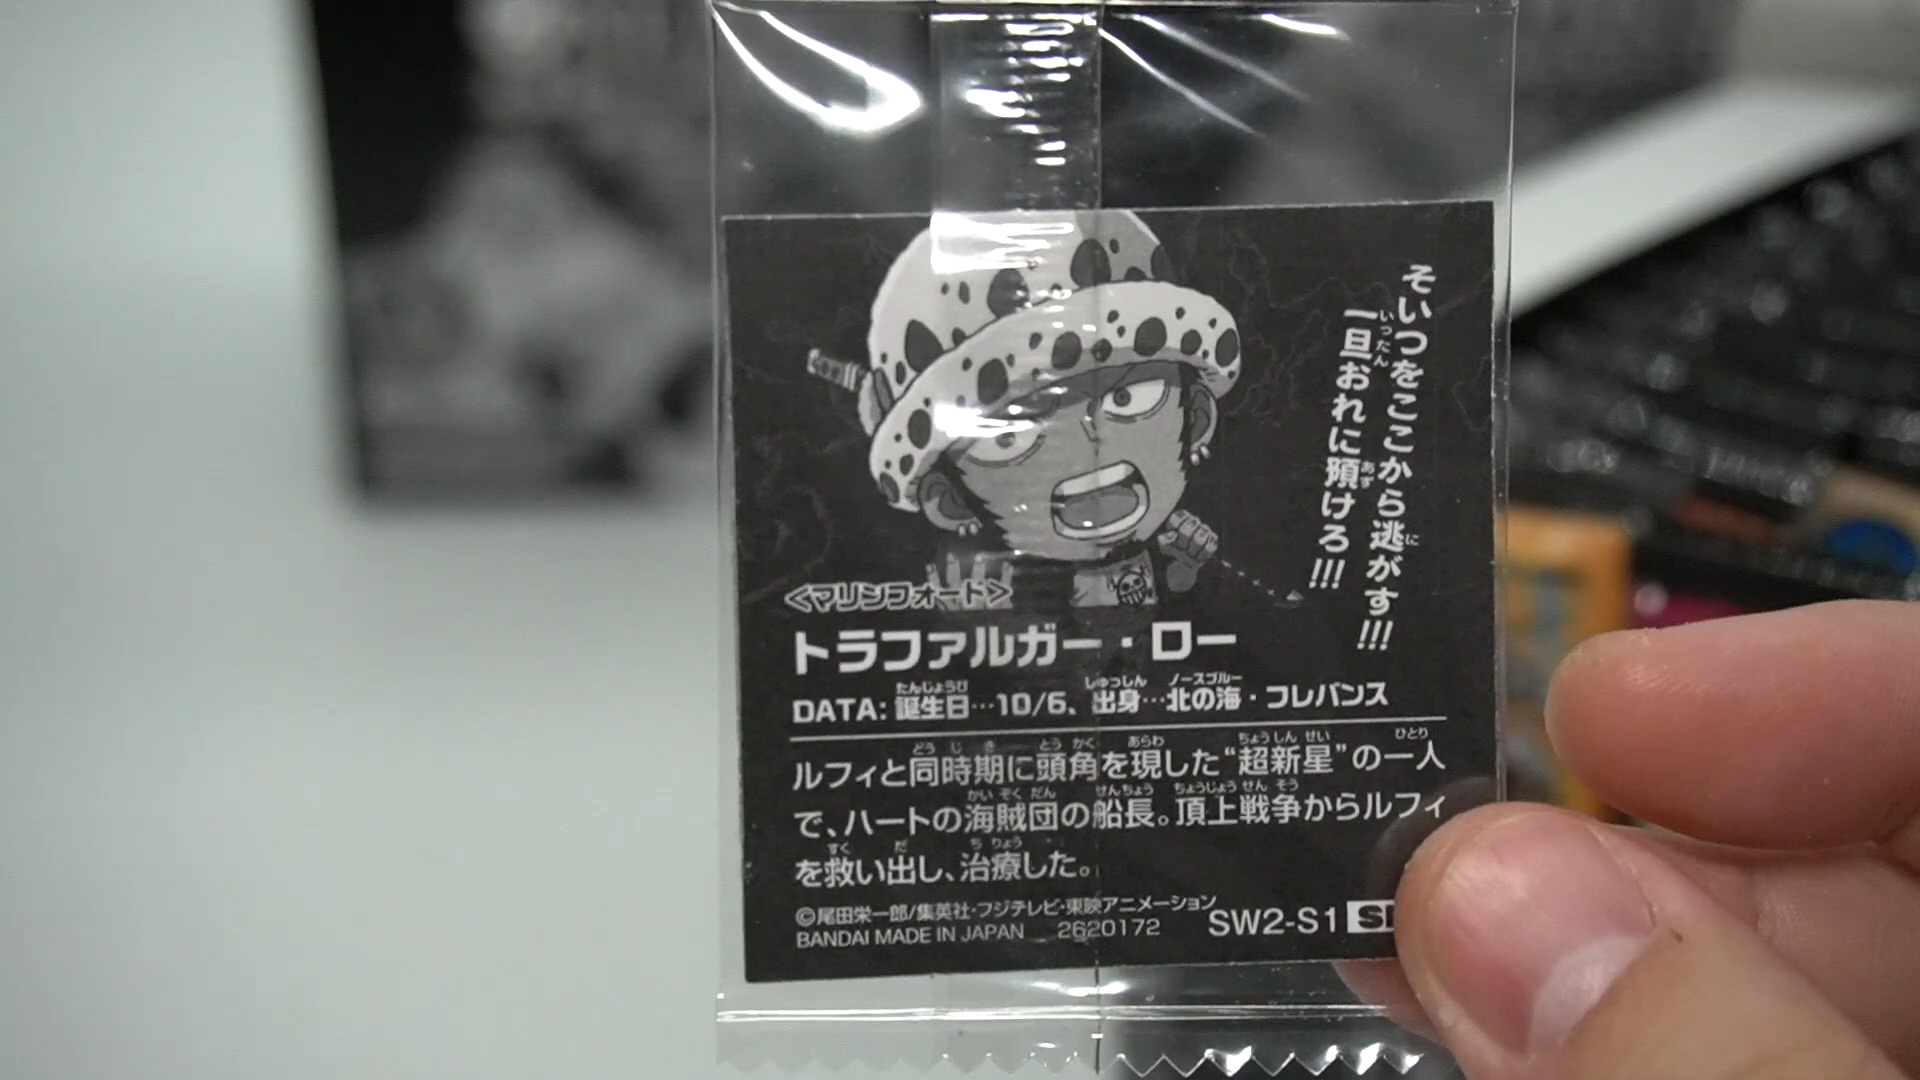 そいつをここから逃がす!!!
一旦おれに預けろ!!!
<マリンフォード>
トラファルガー・ロー
DATA: 誕生日…10/6、出身…北の海・フレバンス
ルフィと同時期に頭角を現した“超新星”の一人
で、ハートの海賊団の船長。頂上戦争からルフィ
を救い出し、治療した。
©尾田栄一郎/集英社・フジテレビ・東映アニメーション
BANDAI MADE IN JAPAN 2620172
SW2-S1